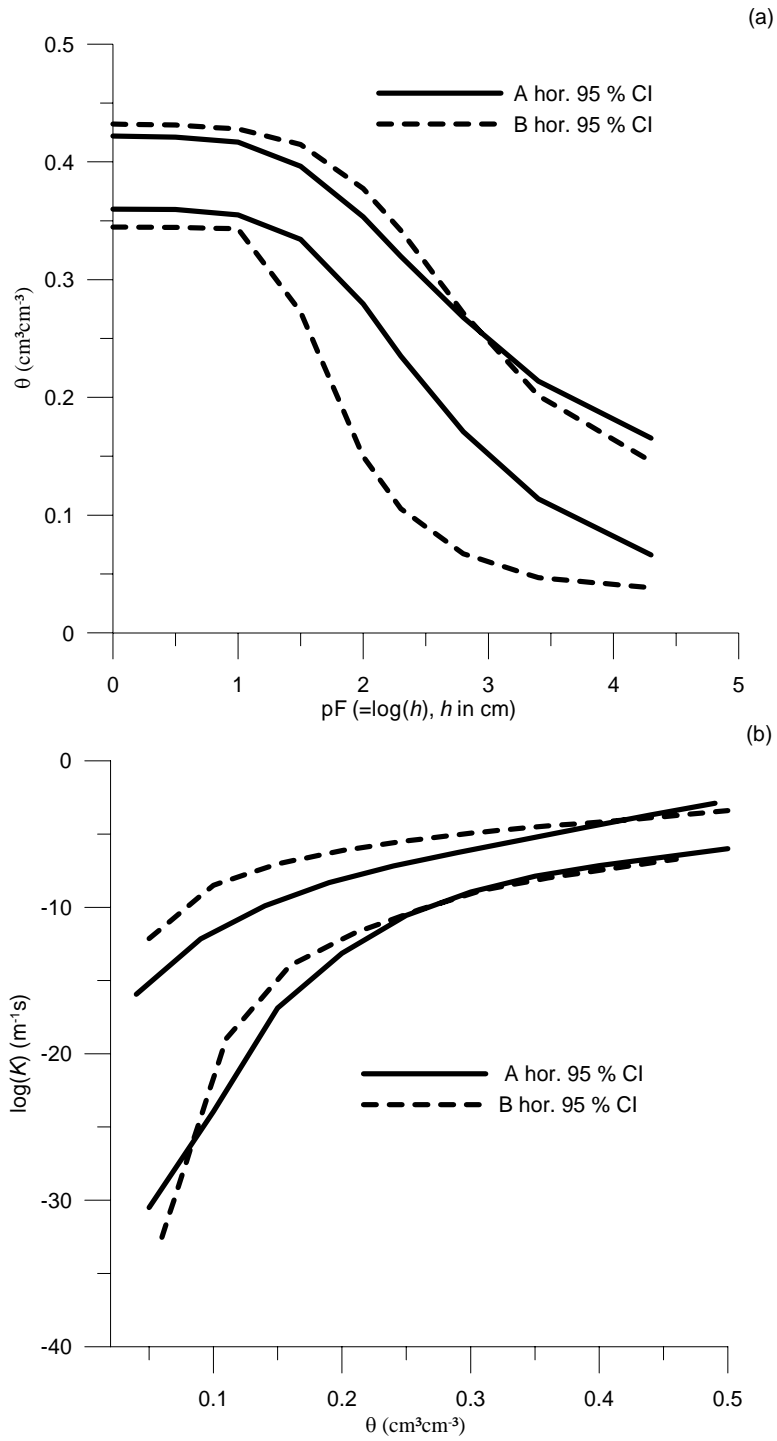 (a)
0.5
0.4
0.3
0.2
0.1
0
θ (cm³cm⁻³)
A hor. 95 % CI
B hor. 95 % CI
0 1 2 3 4 5
pF (=log(h), h in cm)
(b)
0
-10
-20
-30
-40
log(K) (m⁻¹s)
A hor. 95 % CI
B hor. 95 % CI
0.1 0.2 0.3 0.4 0.5
θ (cm³cm⁻³)